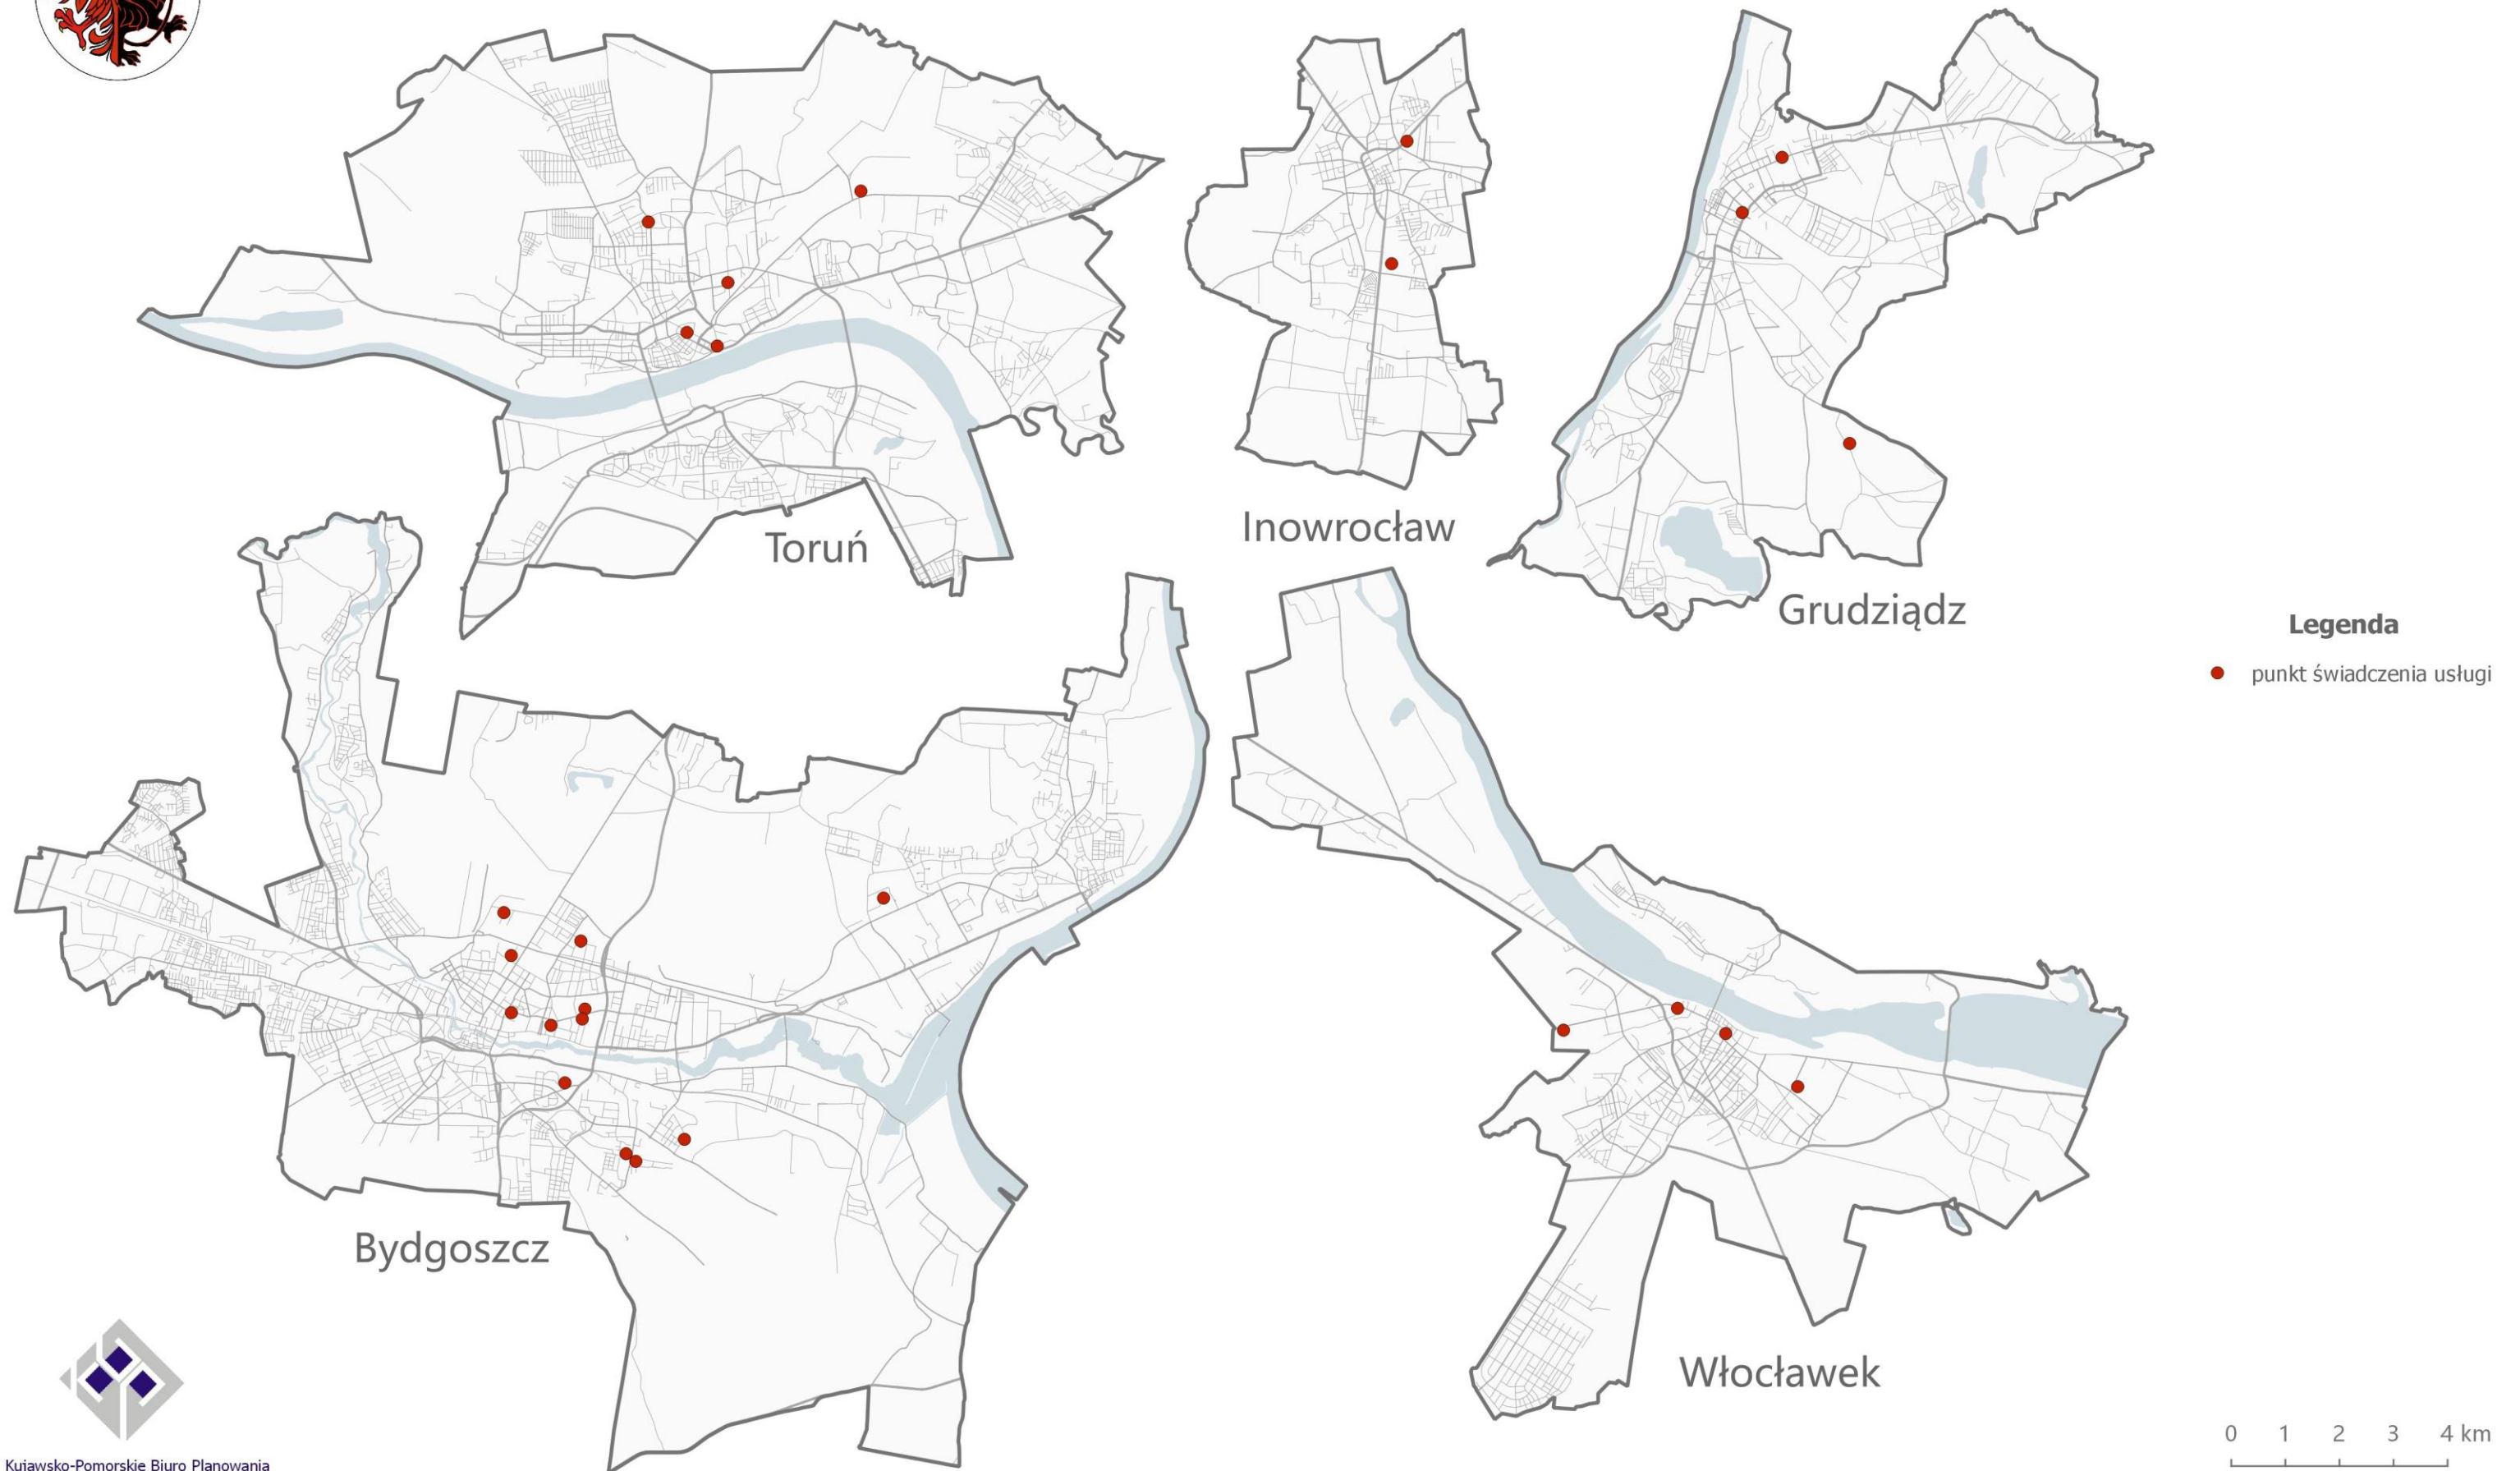 Toruń
Inowrocław
Grudziądz
Legenda
punkt świadczenia usługi
Bydgoszcz
Włocławek
0 1 2 3 4 km
Kujawsko-Pomorskie Biuro Planowania